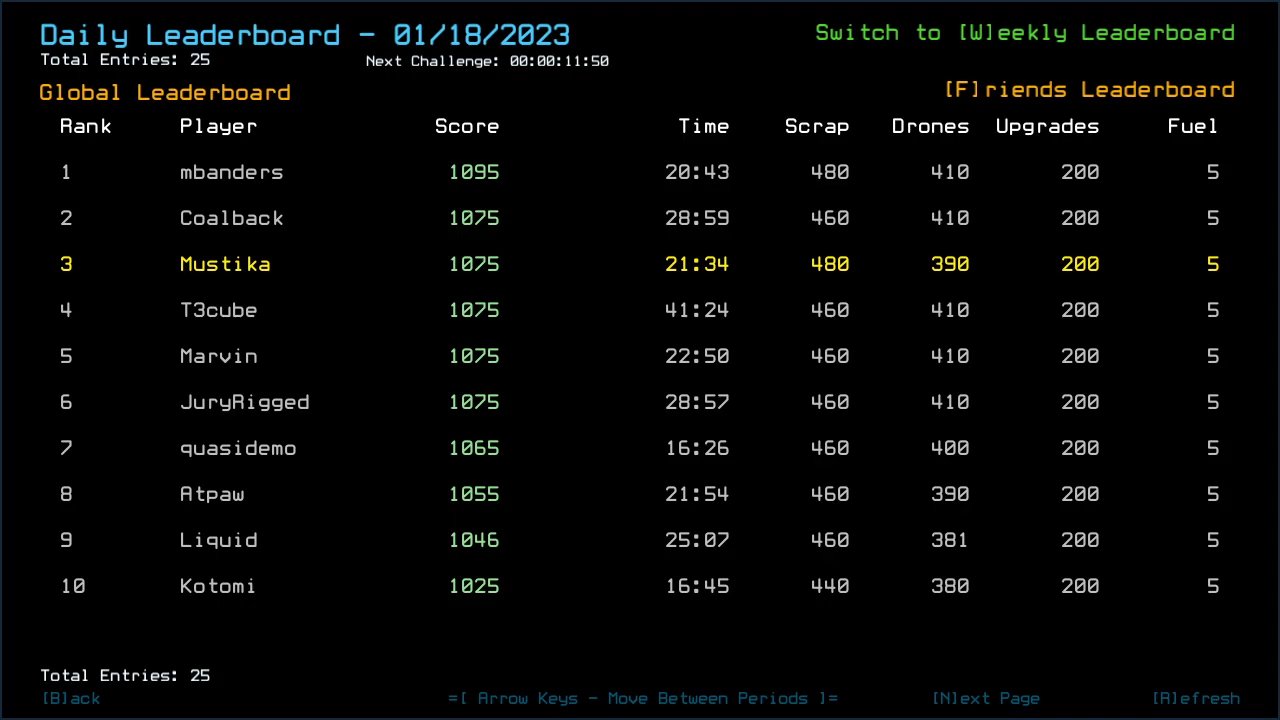 Daily Leaderboard - 01/18/2023 Switch to [W]eekly Leaderboard
Total Entries: 25 Next Challenge: 00:00:11:50
Global Leaderboard [F]riends Leaderboard
Rank Player Score Time Scrap Drones Upgrades Fuel
1 mbanders 1095 20:43 480 410 200 5
2 Coalback 1075 28:59 460 410 200 5
3 Mustika 1075 21:34 480 390 200 5
4 T3cube 1075 41:24 460 410 200 5
5 Marvin 1075 22:50 460 410 200 5
6 JuryRigged 1075 28:57 460 410 200 5
7 quasidemo 1065 16:26 460 400 200 5
8 Atpaw 1055 21:54 460 390 200 5
9 Liquid 1046 25:07 460 381 200 5
10 Kotomi 1025 16:45 440 380 200 5
Total Entries: 25
[B]ack =[ Arrow Keys - Move Between Periods ]= [N]ext Page [R]efresh